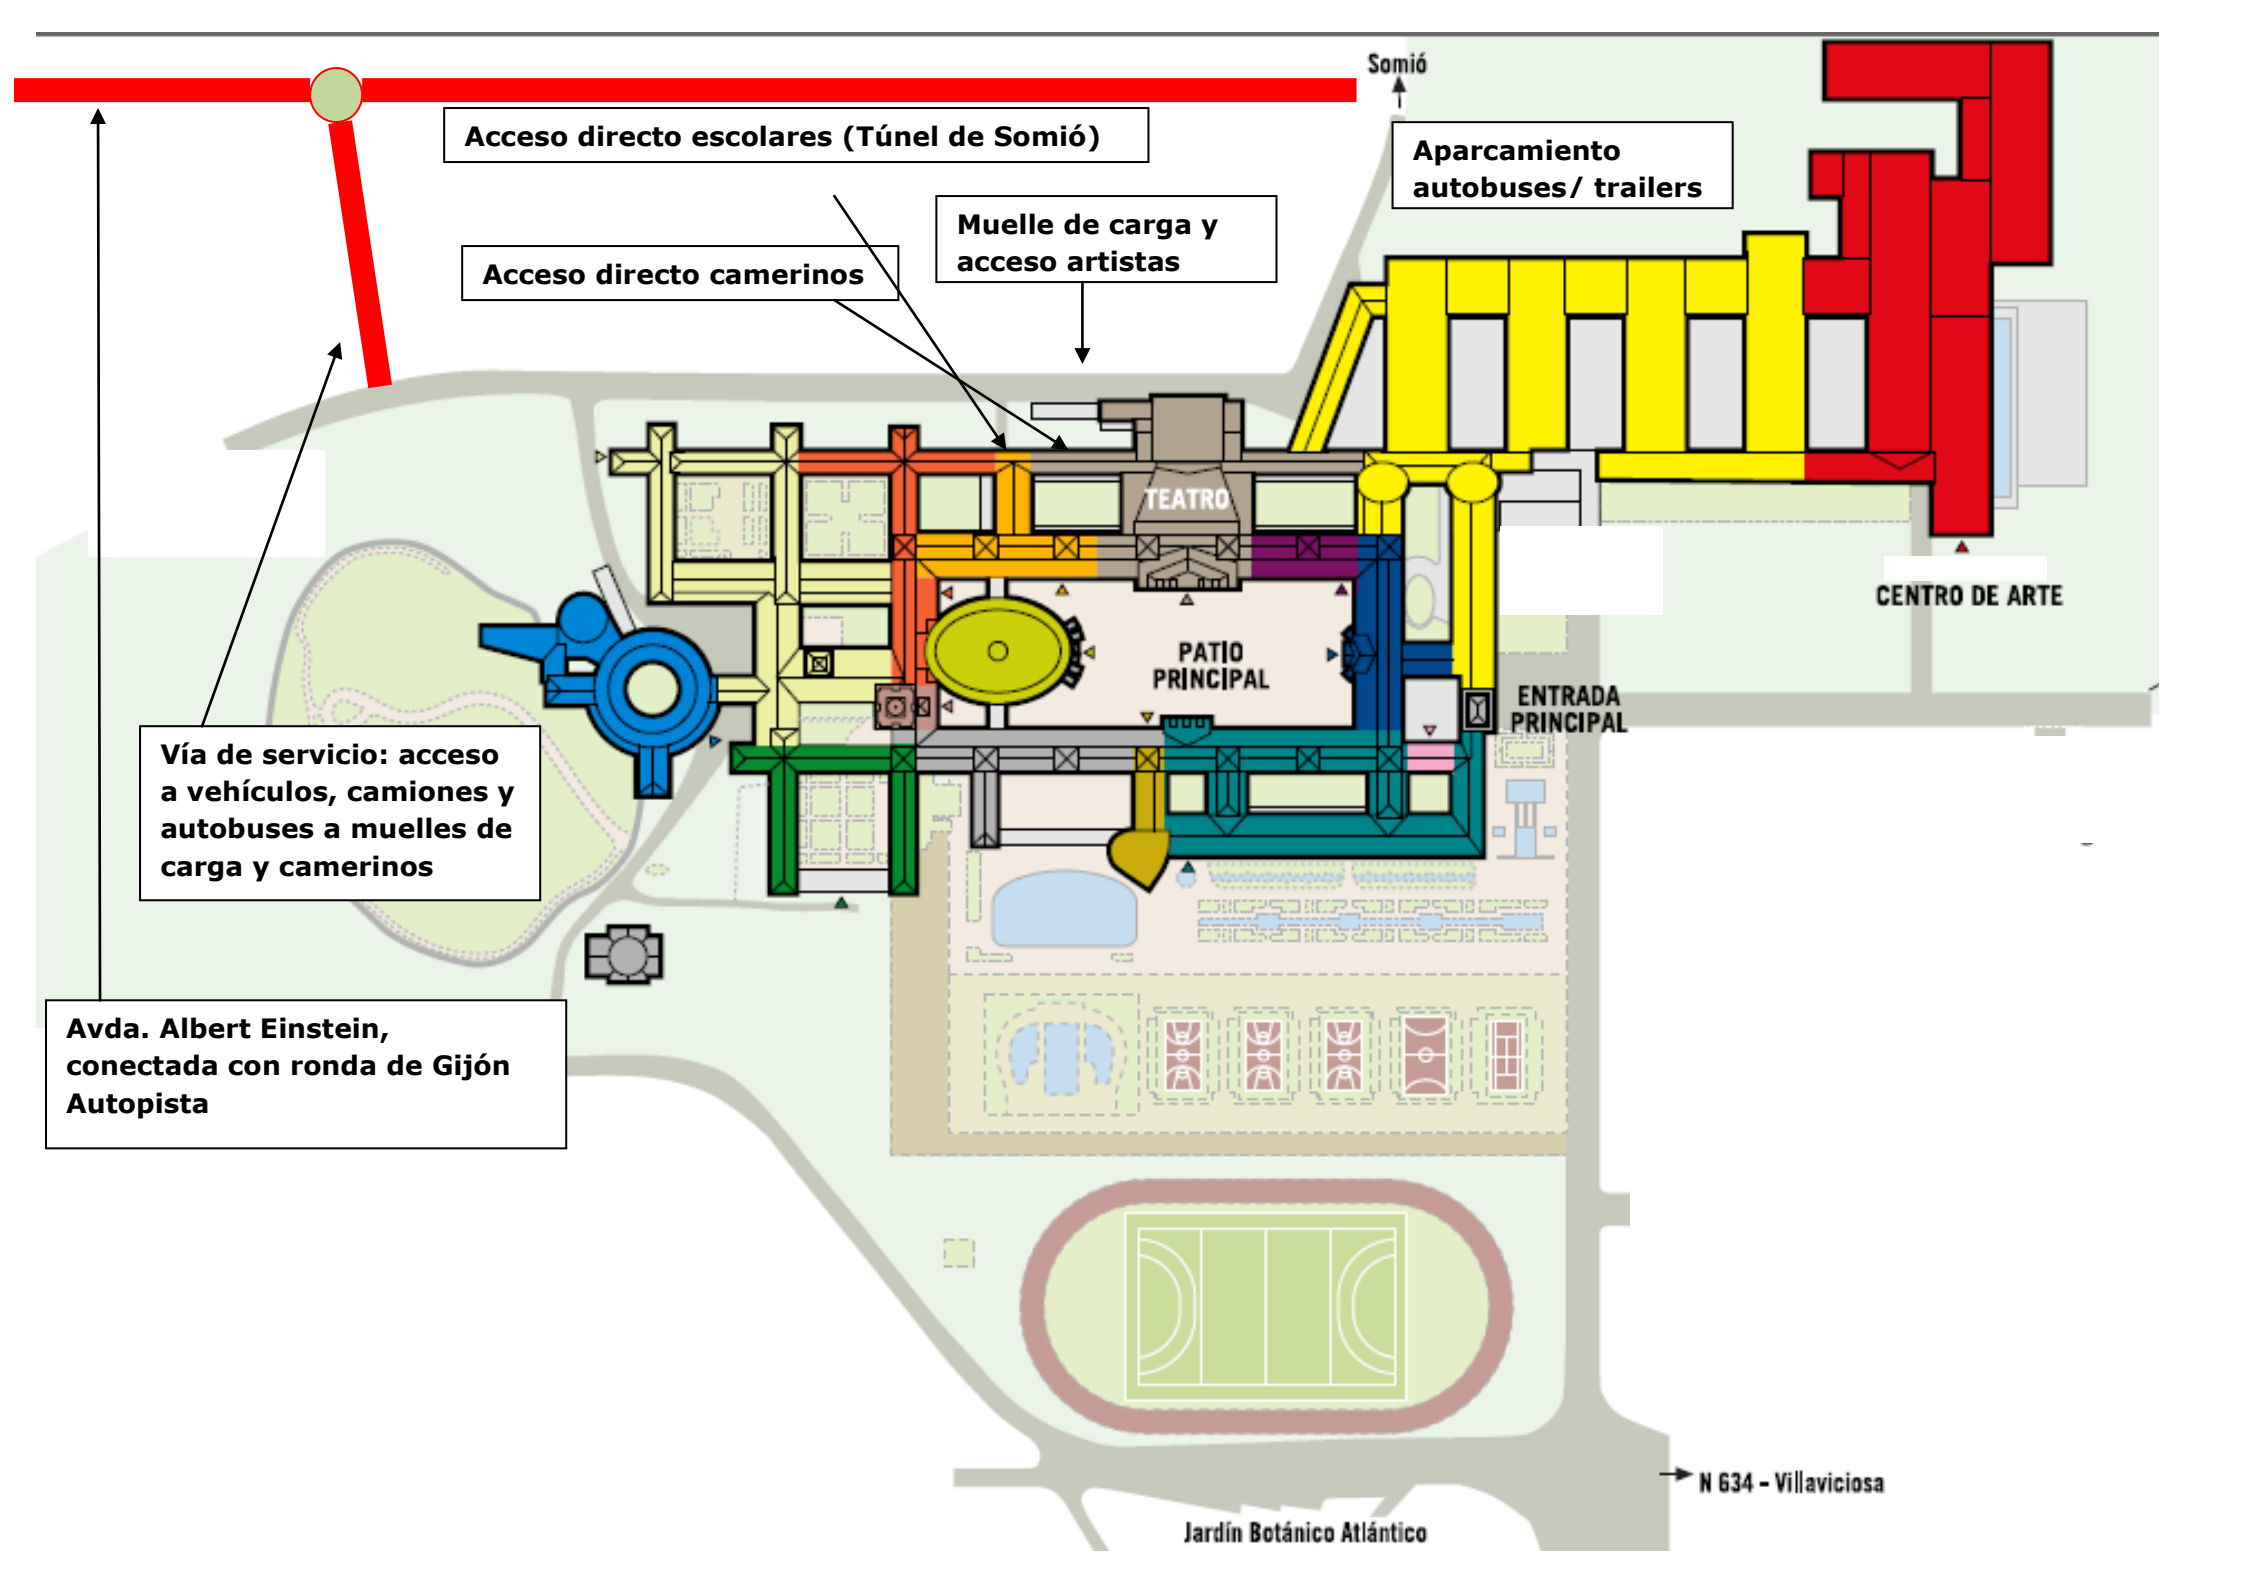 Somió
Acceso directo escolares (Túnel de Somió)
Aparcamiento
autobuses/ trailers
Muelle de carga y
acceso artistas
Acceso directo camerinos
TEATRO
CENTRO DE ARTE
PATIO
PRINCIPAL
ENTRADA
PRINCIPAL
Vía de servicio: acceso
a vehículos, camiones y
autobuses a muelles de
carga y camerinos
Avda. Albert Einstein,
conectada con ronda de Gijón
Autopista
N 634 - Villaviciosa
Jardín Botánico Atlántico